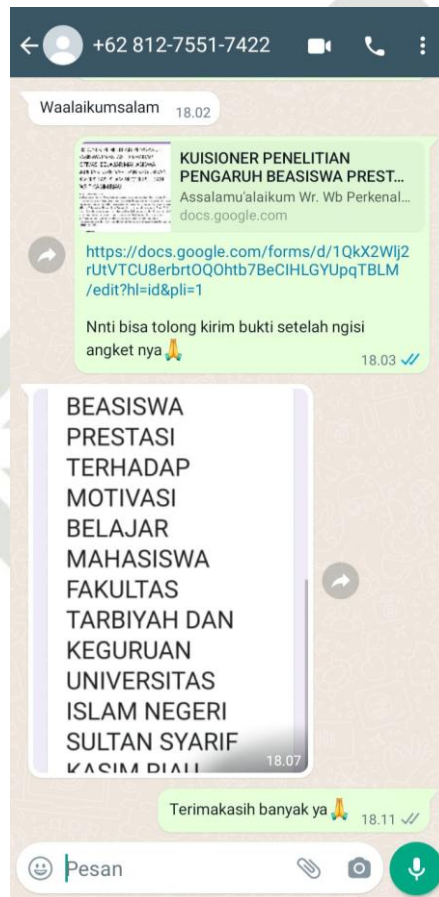 +62 812-7551-7422
Waalaikumsalam 18.02
KUISIONER PENELITIAN
PENGARUH BEASISWA PREST...
Assalamu'alaikum Wr. Wb Perkenal...
docs.google.com
https://docs.google.com/forms/d/1QkX2Wlj2
rUtVTCU8erbrtOQOhtb7BeCIHLGYUpqTBLM
/edit?hl=id&pli=1
Nnti bisa tolong kirim bukti setelah ngisi
angket nya🙏
18.03
BEASISWA
PRESTASI
TERHADAP
MOTIVASI
BELAJAR
MAHASISWA
FAKULTAS
TARBIYAH DAN
KEGURUAN
UNIVERSITAS
ISLAM NEGERI
SULTAN SYARIF
KASIM RIAU
18.07
Terimakasih banyak ya🙏 18.11
Pesan